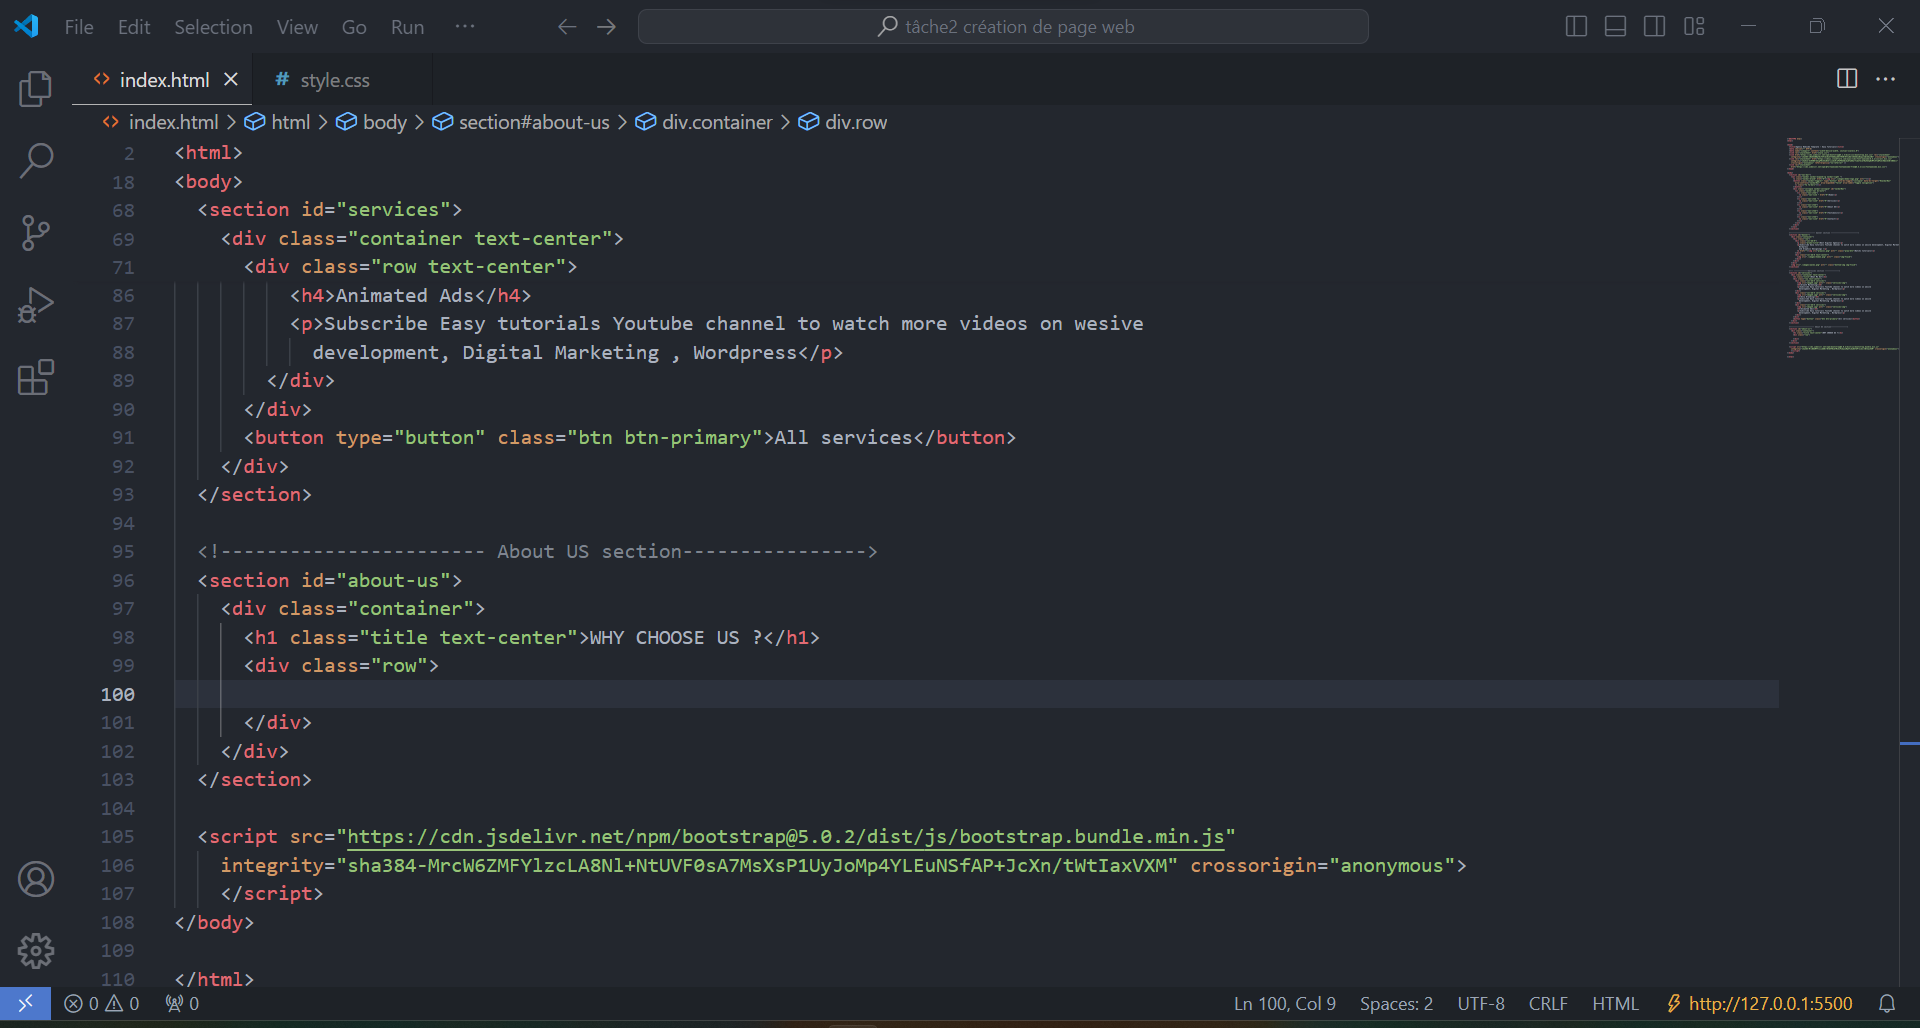 File Edit Selection View Go Run ··· tâche2 création de page web
index.html style.css
index.html > html > body > section#about-us > div.container > div.row
2 <html>
18 <body>
68 <section id="services">
69 <div class="container text-center">
71 <div class="row text-center">
86 <h4>Animated Ads</h4>
87 <p>Subscribe Easy tutorials Youtube channel to watch more videos on wesive
88 development, Digital Marketing , Wordpress</p>
89 </div>
90 </div>
91 <button type="button" class="btn btn-primary">All services</button>
92 </div>
93 </section>
94
95 <!----------------------- About US section---------------->
96 <section id="about-us">
97 <div class="container">
98 <h1 class="title text-center">WHY CHOOSE US ?</h1>
99 <div class="row">
100
101 </div>
102 </div>
103 </section>
104
105 <script src="https://cdn.jsdelivr.net/npm/bootstrap@5.0.2/dist/js/bootstrap.bundle.min.js"
106 integrity="sha384-MrcW6ZMFYlzcLA8Nl+NtUVF0sA7MsXsP1UyJoMp4YLEuNSfAP+JcXn/tWtIaxVXM" crossorigin="anonymous">
107 </script>
108 </body>
109
110 </html>
0 0 0 Ln 100, Col 9 Spaces: 2 UTF-8 CRLF HTML http://127.0.0.1:5500